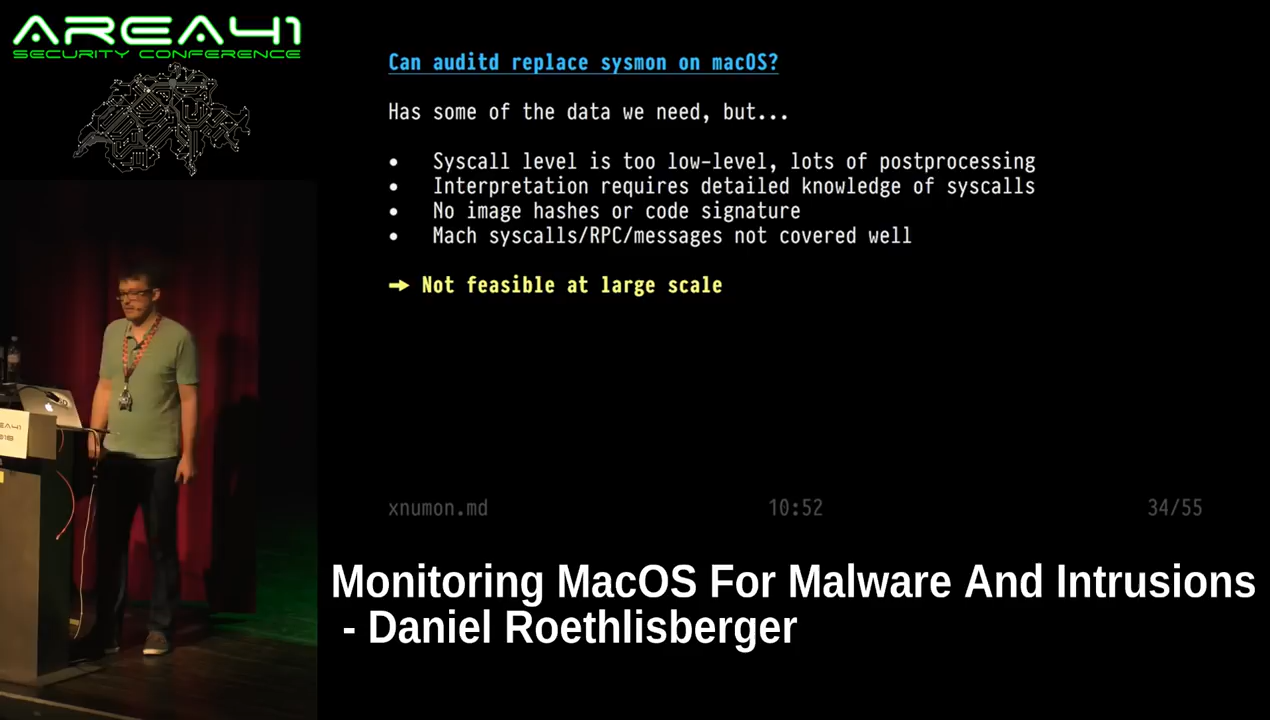 AREA41
SECURITY CONFERENCE
Can auditd replace sysmon on macOS?
Has some of the data we need, but...
• Syscall level is too low-level, lots of postprocessing
• Interpretation requires detailed knowledge of syscalls
• No image hashes or code signature
• Mach syscalls/RPC/messages not covered well
➞ Not feasible at large scale
xnumon.md 10:52 34/55
Monitoring MacOS For Malware And Intrusions
- Daniel Roethlisberger